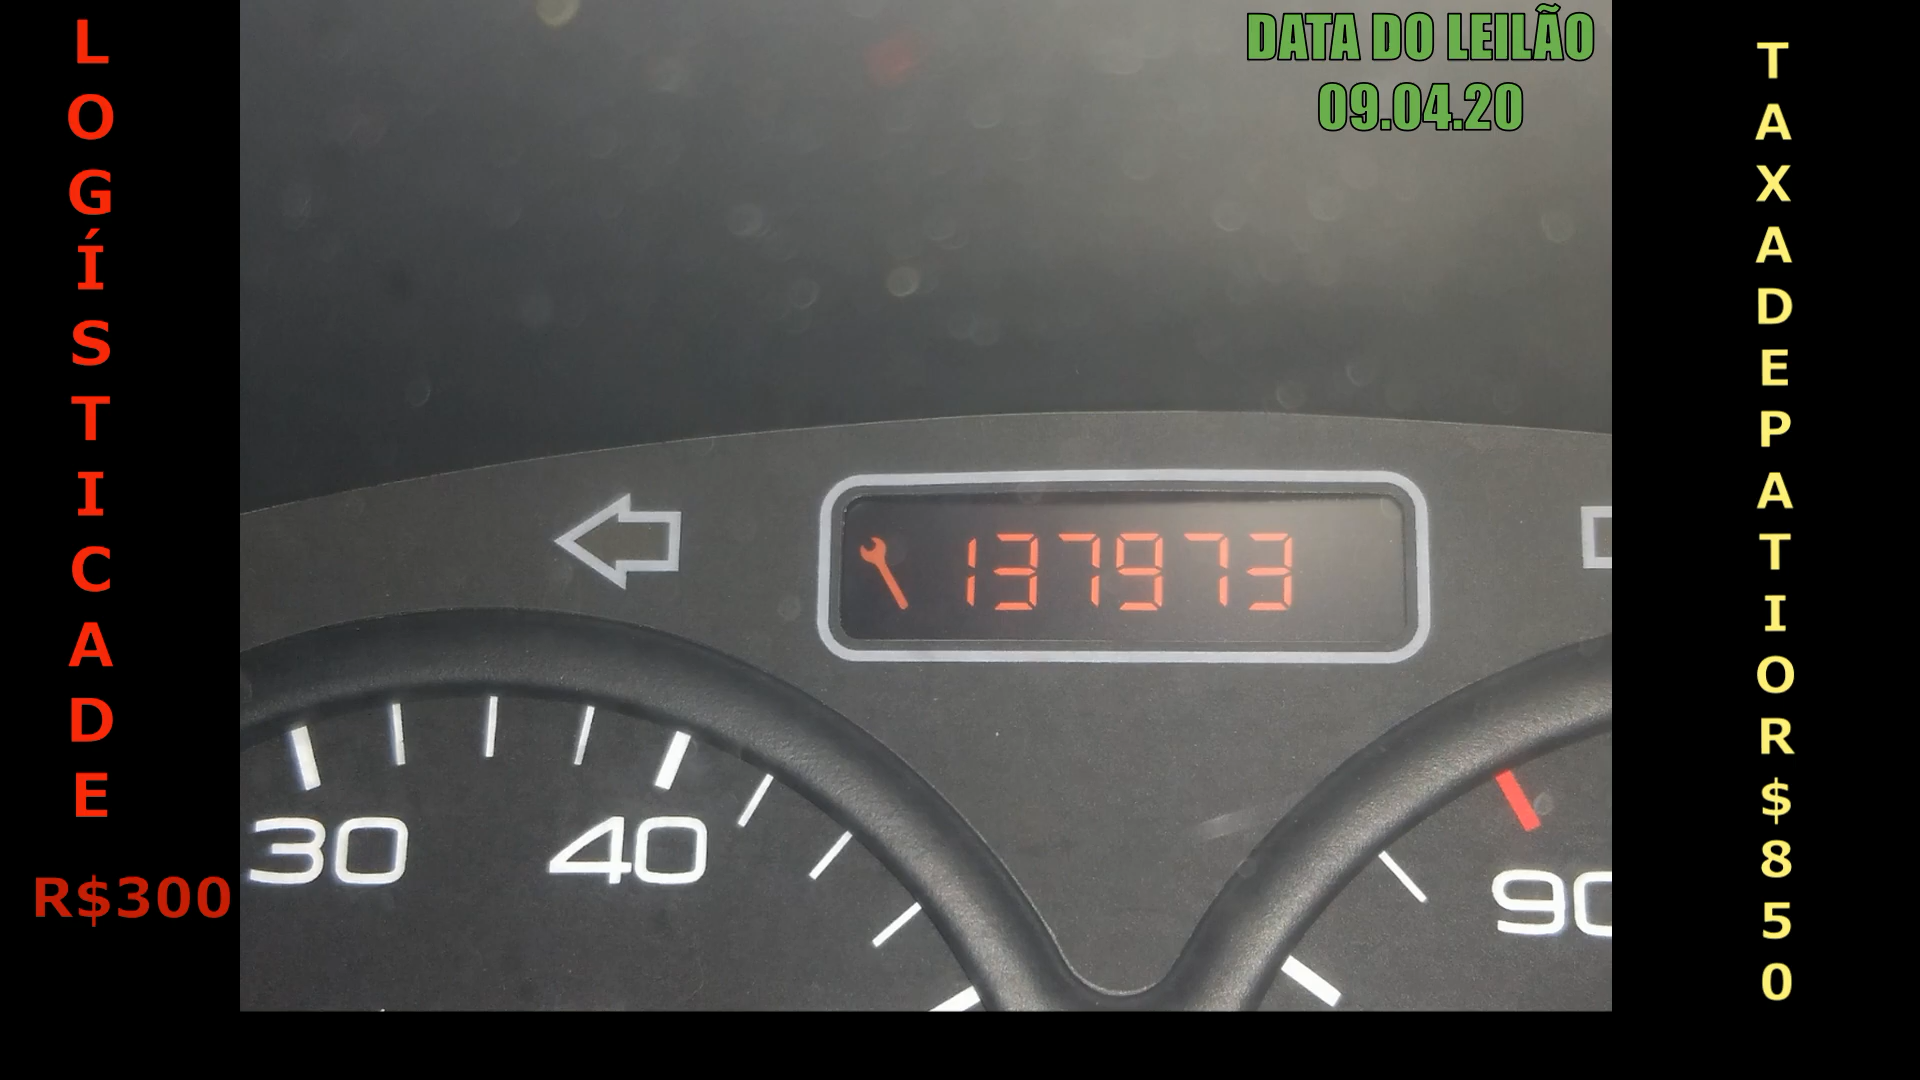 LOGÍSTICA DE
R$300
DATA DO LEILÃO
09.04.20
137973
30
40
90
TAXA DE PATIO R$850